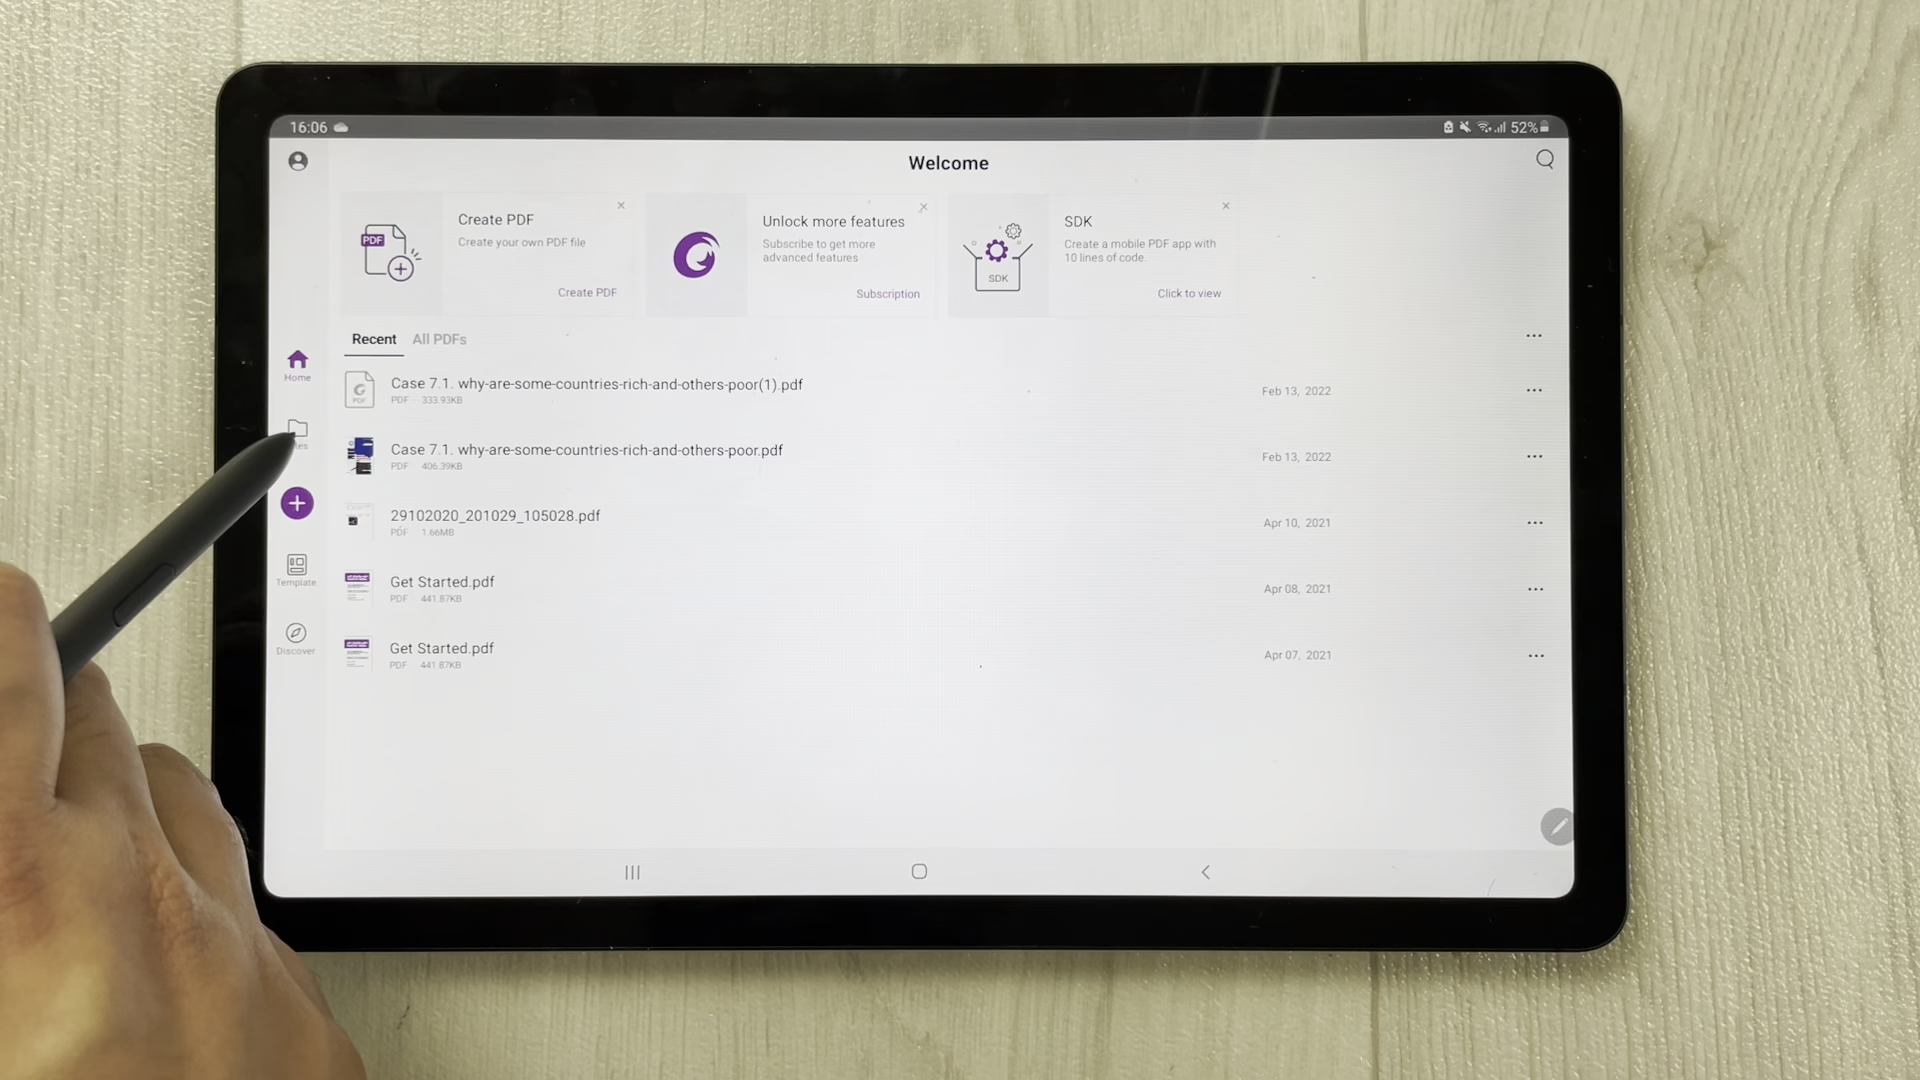 16:06
52%
Welcome
PDF
Create PDF
Create your own PDF file
Create PDF
Unlock more features
Subscribe to get more
advanced features
Subscription
SDK
SDK
Create a mobile PDF app with
10 lines of code.
Click to view
Recent
All PDFs
Home
Template
Discover
PDF
Case 7.1. why-are-some-countries-rich-and-others-poor(1).pdf
PDF 333.93KB
Feb 13, 2022
Case 7.1. why-are-some-countries-rich-and-others-poor.pdf
PDF 406.39KB
Feb 13, 2022
29102020_201029_105028.pdf
PDF 1.66MB
Apr 10, 2021
Get Started.pdf
PDF 441.87KB
Apr 08, 2021
Get Started.pdf
PDF 441.87KB
Apr 07, 2021